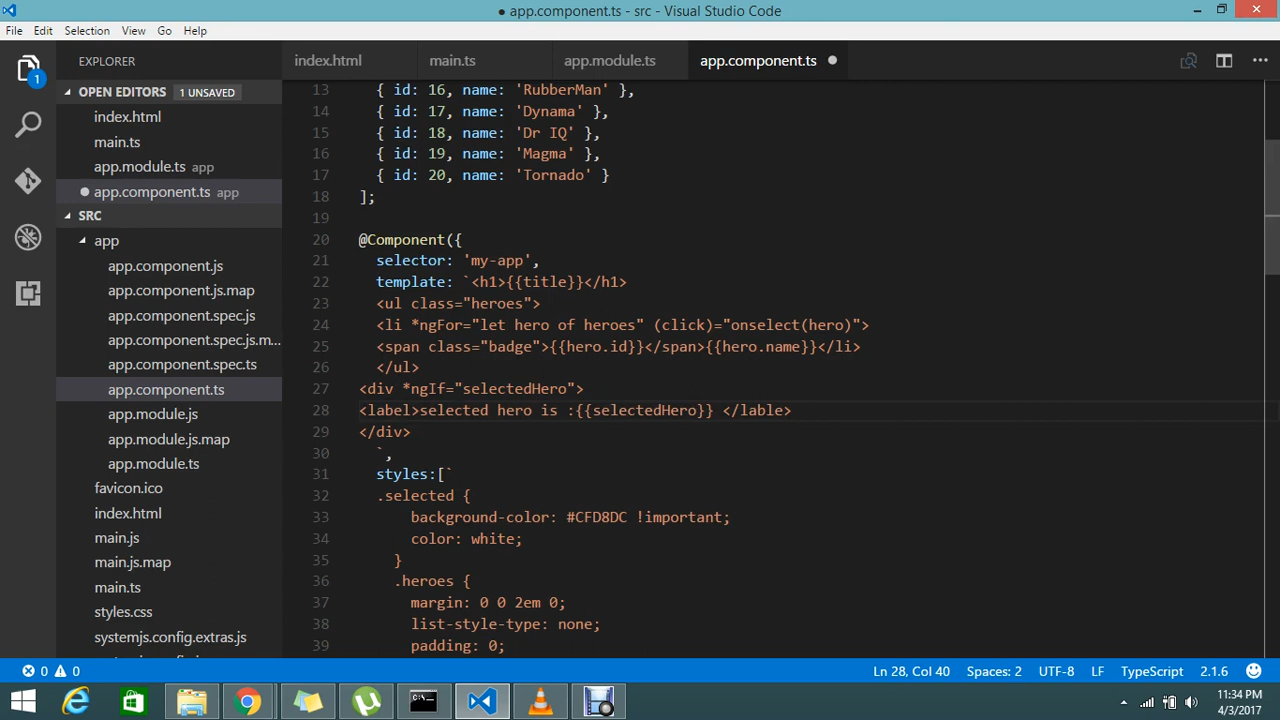 ● app.component.ts - src - Visual Studio Code
File Edit Selection View Go Help
EXPLORER
OPEN EDITORS 1 UNSAVED
index.html
main.ts
app.module.ts app
app.component.ts app
SRC
app
app.component.js
app.component.js.map
app.component.spec.js
app.component.spec.js.m...
app.component.spec.ts
app.component.ts
app.module.js
app.module.js.map
app.module.ts
favicon.ico
index.html
main.js
main.js.map
main.ts
styles.css
systemjs.config.extras.js
1
index.html main.ts app.module.ts app.component.ts
13 { id: 16, name: 'RubberMan' },
14 { id: 17, name: 'Dynama' },
15 { id: 18, name: 'Dr IQ' },
16 { id: 19, name: 'Magma' },
17 { id: 20, name: 'Tornado' }
18 ];
19
20 @Component({
21 selector: 'my-app',
22 template: `<h1>{{title}}</h1>
23 <ul class="heroes">
24 <li *ngFor="let hero of heroes" (click)="onselect(hero)">
25 <span class="badge">{{hero.id}}</span>{{hero.name}}</li>
26 </ul>
27 <div *ngIf="selectedHero">
28 <label>selected hero is :{{selectedHero}} </lable>
29 </div>
30 `,
31 styles:[`
32 .selected {
33 background-color: #CFD8DC !important;
34 color: white;
35 }
36 .heroes {
37 margin: 0 0 2em 0;
38 list-style-type: none;
39 padding: 0;
0 0 Ln 28, Col 40 Spaces: 2 UTF-8 LF TypeScript 2.1.6
11:34 PM
4/3/2017